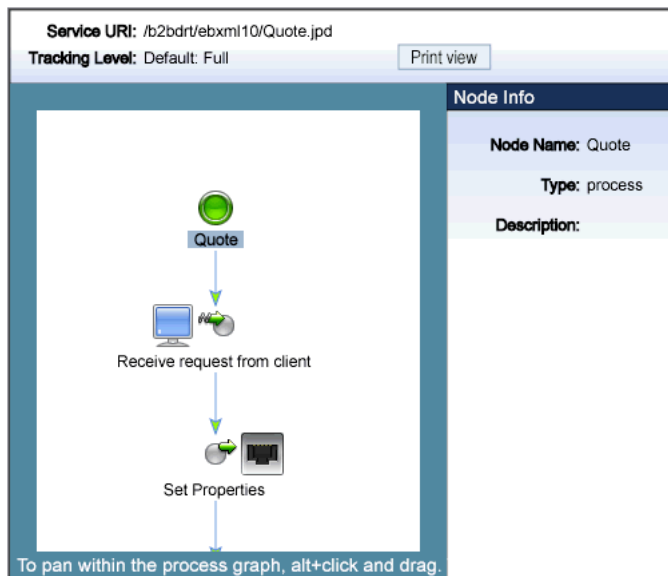 Service URI: /b2bdrt/ebxml10/Quote.jpd
Tracking Level: Default: Full
Print view
Node Info
Node Name: Quote
Type: process
Description:
Quote
Receive request from client
Set Properties
To pan within the process graph, alt+click and drag.